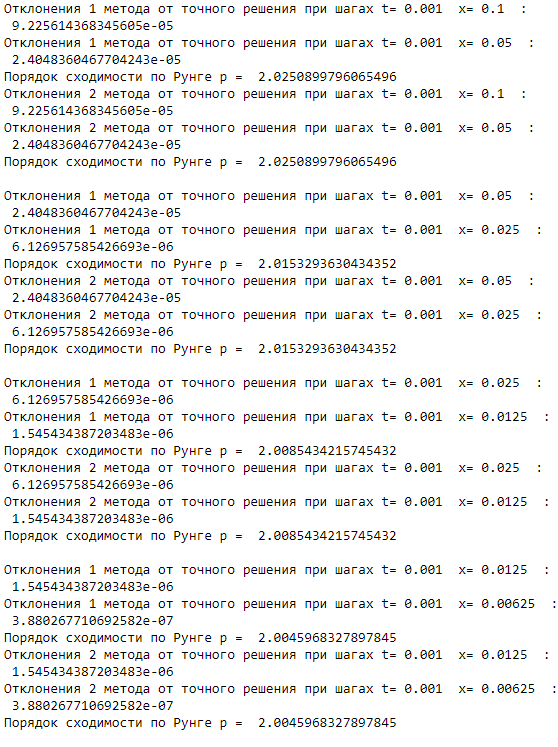 Отклонения 1 метода от точного решения при шагах t= 0.001  x= 0.1  :
9.225614368345605e-05
Отклонения 1 метода от точного решения при шагах t= 0.001  x= 0.05  :
2.4048360467704243e-05
Порядок сходимости по Рунге p =  2.0250899796065496
Отклонения 2 метода от точного решения при шагах t= 0.001  x= 0.1  :
9.225614368345605e-05
Отклонения 2 метода от точного решения при шагах t= 0.001  x= 0.05  :
2.4048360467704243e-05
Порядок сходимости по Рунге p =  2.0250899796065496
Отклонения 1 метода от точного решения при шагах t= 0.001  x= 0.05  :
2.4048360467704243e-05
Отклонения 1 метода от точного решения при шагах t= 0.001  x= 0.025  :
6.126957585426693e-06
Порядок сходимости по Рунге p =  2.0153293630434352
Отклонения 2 метода от точного решения при шагах t= 0.001  x= 0.05  :
2.4048360467704243e-05
Отклонения 2 метода от точного решения при шагах t= 0.001  x= 0.025  :
6.126957585426693e-06
Порядок сходимости по Рунге p =  2.0153293630434352
Отклонения 1 метода от точного решения при шагах t= 0.001  x= 0.025  :
6.126957585426693e-06
Отклонения 1 метода от точного решения при шагах t= 0.001  x= 0.0125  :
1.545434387203483e-06
Порядок сходимости по Рунге p =  2.0085434215745432
Отклонения 2 метода от точного решения при шагах t= 0.001  x= 0.025  :
6.126957585426693e-06
Отклонения 2 метода от точного решения при шагах t= 0.001  x= 0.0125  :
1.545434387203483e-06
Порядок сходимости по Рунге p =  2.0085434215745432
Отклонения 1 метода от точного решения при шагах t= 0.001  x= 0.0125  :
1.545434387203483e-06
Отклонения 1 метода от точного решения при шагах t= 0.001  x= 0.00625  :
3.880267710692582e-07
Порядок сходимости по Рунге p =  2.0045968327897845
Отклонения 2 метода от точного решения при шагах t= 0.001  x= 0.0125  :
1.545434387203483e-06
Отклонения 2 метода от точного решения при шагах t= 0.001  x= 0.00625  :
3.880267710692582e-07
Порядок сходимости по Рунге p =  2.0045968327897845